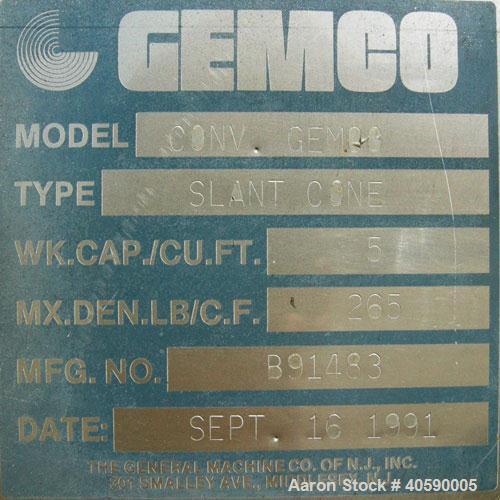 GEMCO
MODEL CONV. GEMCO
TYPE SLANT CONE
WK.CAP./CU.FT. 5
MX.DEN.LB/C.F. 265
MFG. NO. B91483
DATE: SEPT. 16 1991
THE GENERAL MACHINE CO. OF N.J., INC.
301 SMALLEY AVE.,
Aaron Stock # 40590005